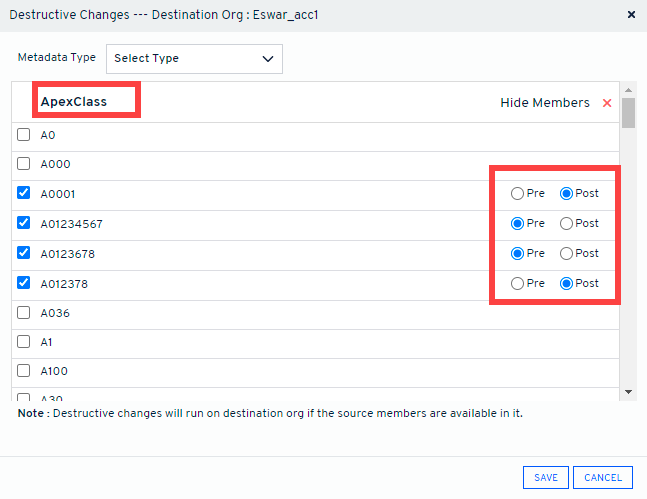 Destructive Changes --- Destination Org : Eswar_acc1
Metadata Type Select Type
ApexClass Hide Members
A0
A000
A0001 Pre Post
A01234567 Pre Post
A0123678 Pre Post
A012378 Pre Post
A036
A1
A100
A30
Note : Destructive changes will run on destination org if the source members are available in it.
SAVE CANCEL